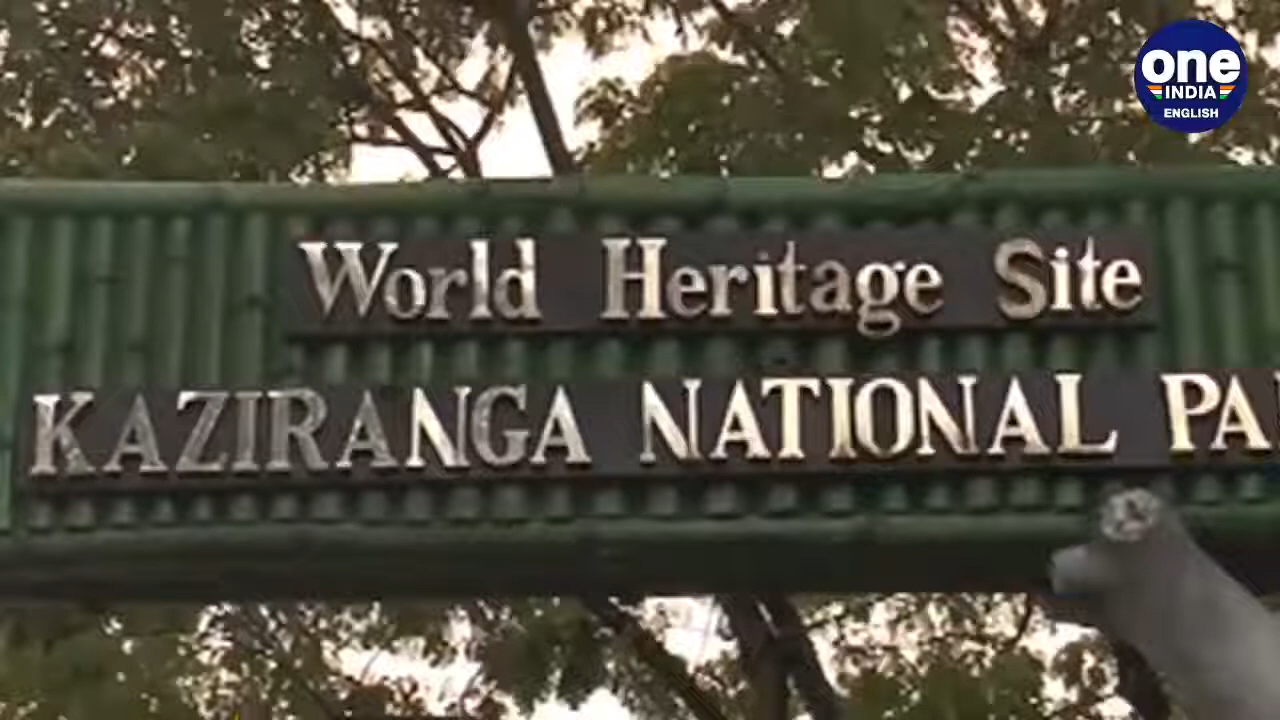 one
INDIA
ENGLISH
World Heritage Site
KAZIRANGA NATIONAL PA